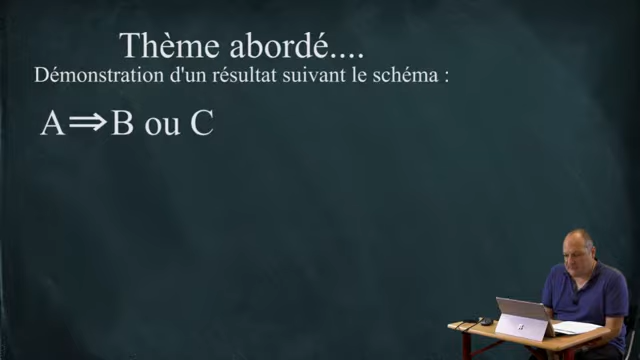 Thème abordé....
Démonstration d'un résultat suivant le schéma :
A⇒B ou C